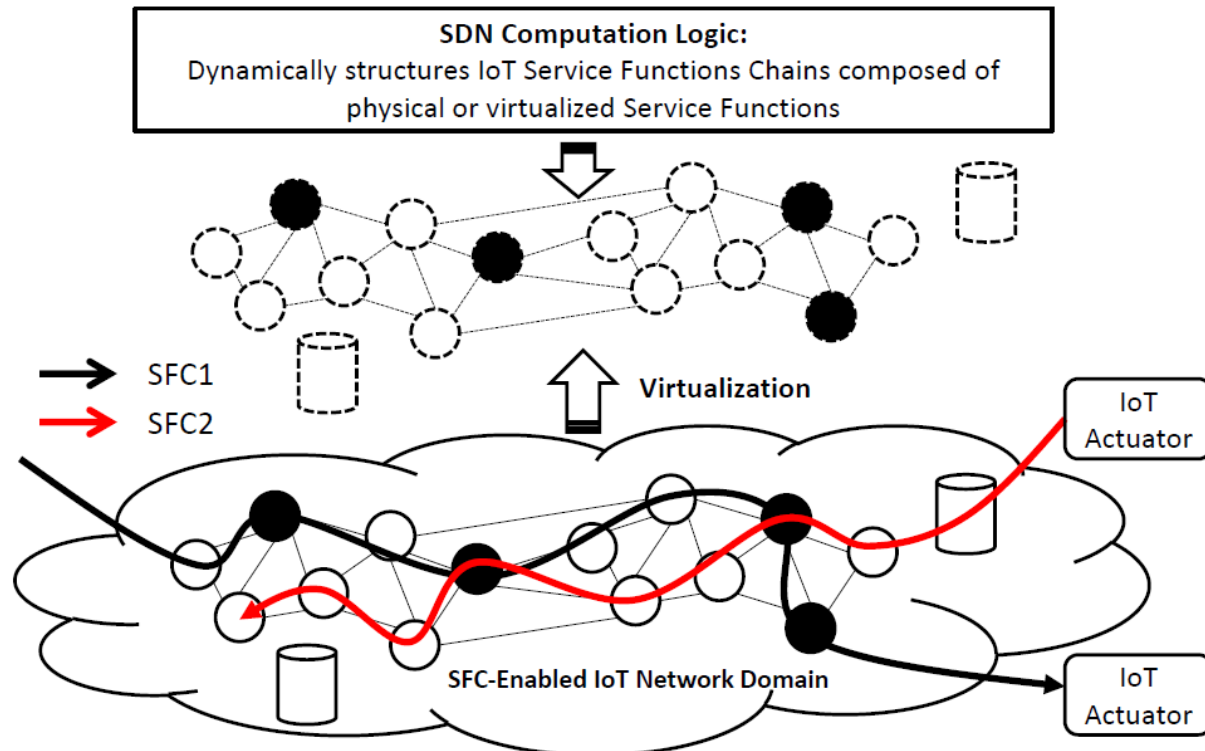 SDN Computation Logic:
Dynamically structures IoT Service Functions Chains composed of
physical or virtualized Service Functions
SFC1
SFC2
Virtualization
IoT
Actuator
SFC-Enabled IoT Network Domain
IoT
Actuator